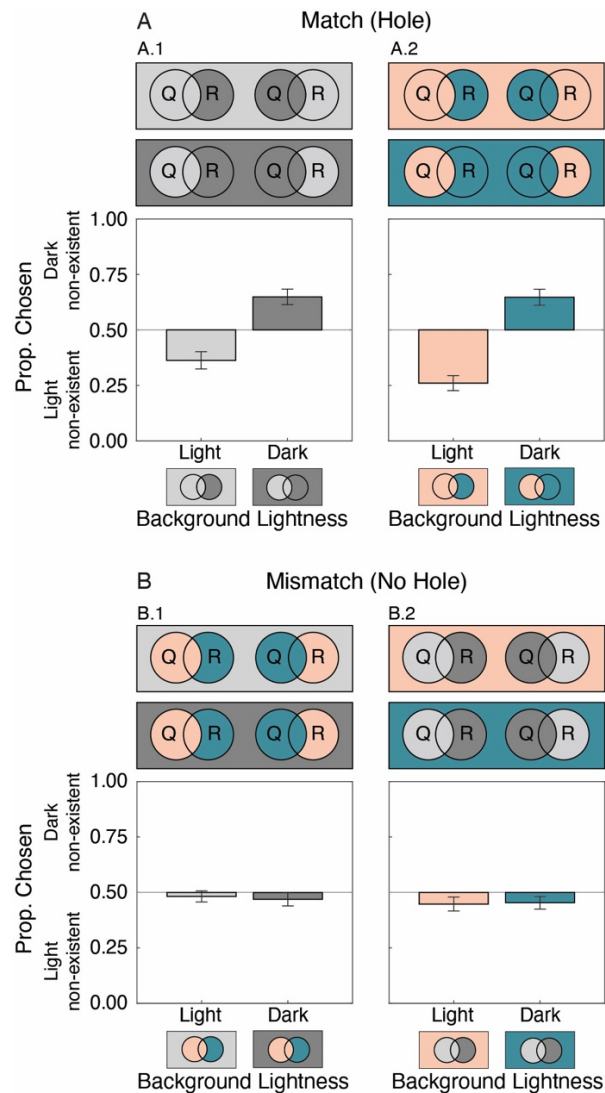 A Match (Hole)
A.1 A.2
Q R Q R Q R Q R
Q R Q R Q R Q R
Prop. Chosen
Light non-existent
Dark non-existent
1.00
0.75
0.50
0.25
0.00
Light Dark Light Dark
Background Lightness Background Lightness
B Mismatch (No Hole)
B.1 B.2
Q R Q R Q R Q R
Q R Q R Q R Q R
Prop. Chosen
Light non-existent
Dark non-existent
1.00
0.75
0.50
0.25
0.00
Light Dark Light Dark
Background Lightness Background Lightness